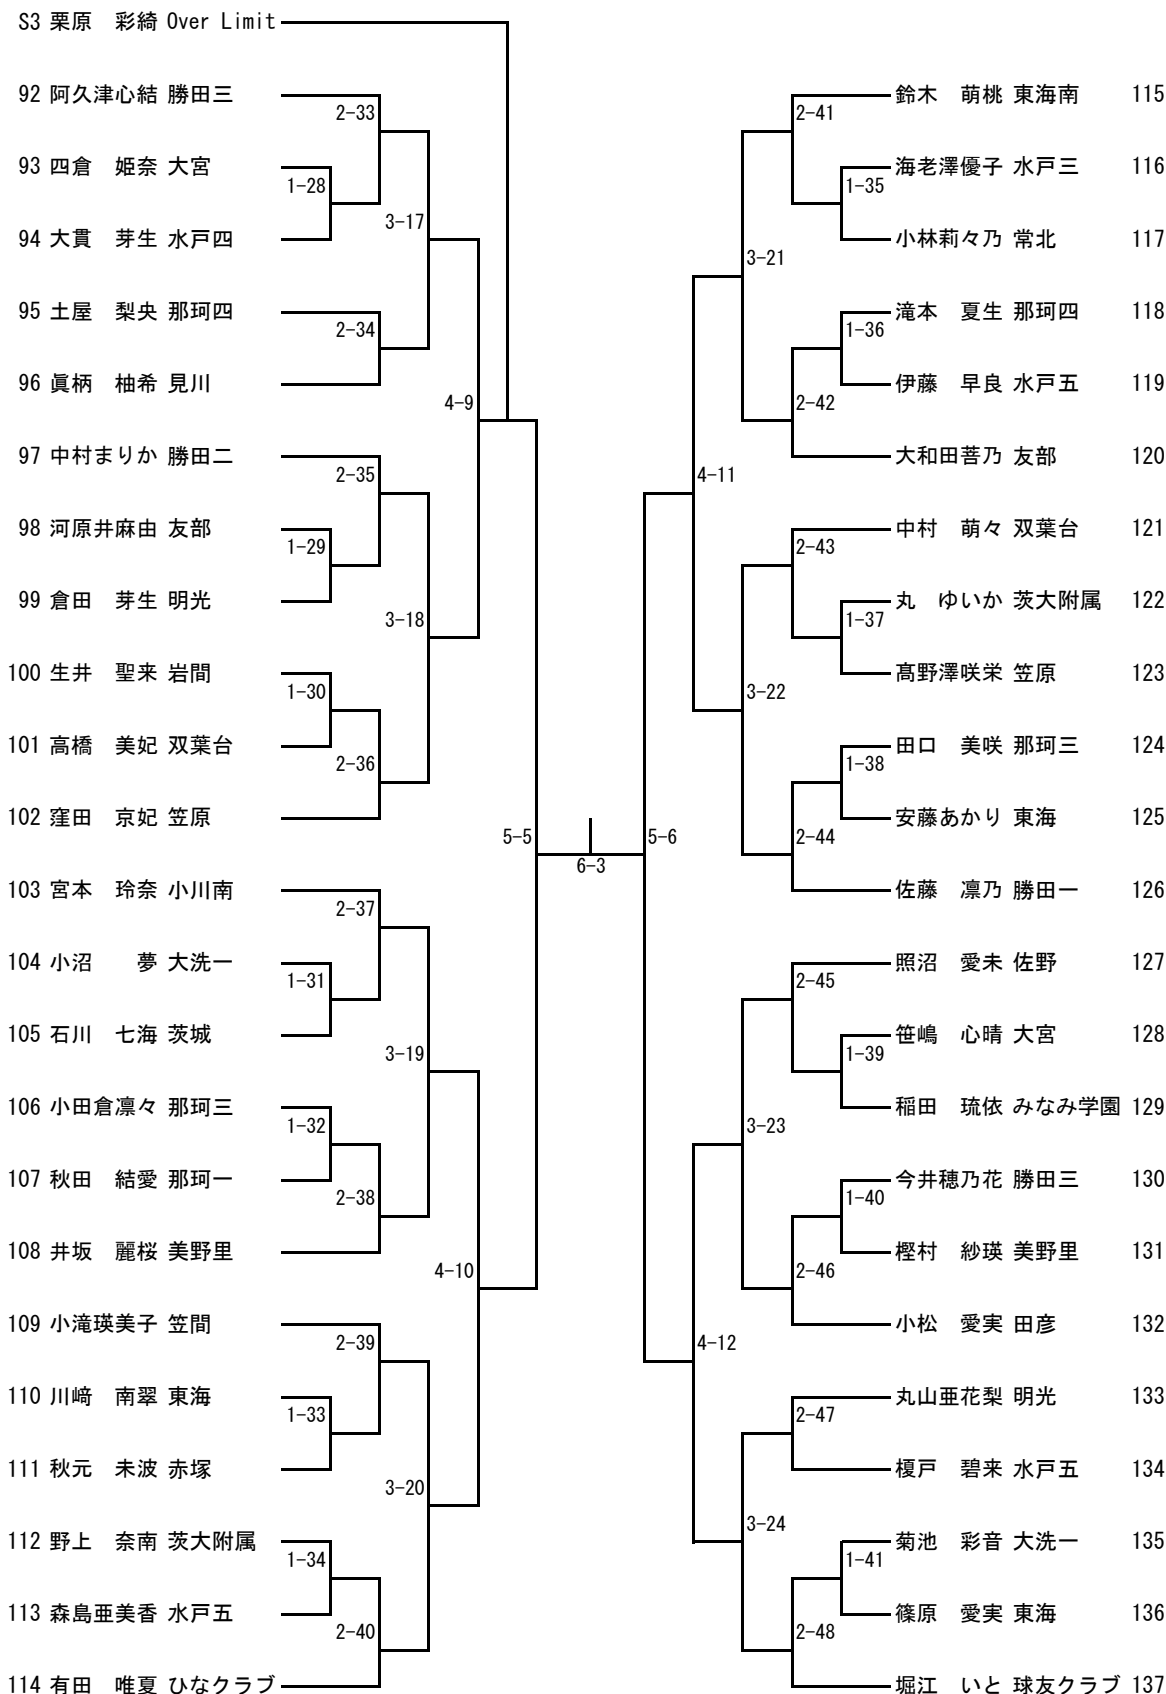 S3 栗原　彩綺 Over Limit
92 阿久津心結 勝田三
2-33
93 四倉　姫奈 大宮
1-28
94 大貫　芽生 水戸四
3-17
95 土屋　梨央 那珂四
2-34
96 眞柄　柚希 見川
4-9
97 中村まりか 勝田二
2-35
98 河原井麻由 友部
1-29
99 倉田　芽生 明光
3-18
100 生井　聖来 岩間
1-30
101 高橋　美妃 双葉台
2-36
102 窪田　京妃 笠原
5-5
103 宮本　玲奈 小川南
2-37
104 小沼　　夢 大洗一
1-31
105 石川　七海 茨城
3-19
106 小田倉凛々 那珂三
1-32
107 秋田　結愛 那珂一
2-38
108 井坂　麗桜 美野里
4-10
109 小滝瑛美子 笠間
2-39
110 川﨑　南翠 東海
1-33
111 秋元　未波 赤塚
3-20
112 野上　奈南 茨大附属
1-34
113 森島亜美香 水戸五
2-40
114 有田　唯夏 ひなクラブ
6-3
鈴木　萌桃 東海南 115
2-41
海老澤優子 水戸三 116
1-35
小林莉々乃 常北 117
3-21
滝本　夏生 那珂四 118
1-36
伊藤　早良 水戸五 119
2-42
大和田菩乃 友部 120
4-11
中村　萌々 双葉台 121
2-43
丸　ゆいか 茨大附属 122
1-37
髙野澤咲栄 笠原 123
3-22
田口　美咲 那珂三 124
1-38
安藤あかり 東海 125
2-44
5-6
佐藤　凛乃 勝田一 126
照沼　愛未 佐野 127
2-45
笹嶋　心晴 大宮 128
1-39
稲田　琉依 みなみ学園 129
3-23
今井穂乃花 勝田三 130
1-40
樫村　紗瑛 美野里 131
2-46
小松　愛実 田彦 132
4-12
丸山亜花梨 明光 133
2-47
榎戸　碧来 水戸五 134
3-24
菊池　彩音 大洗一 135
1-41
篠原　愛実 東海 136
2-48
堀江　いと 球友クラブ 137